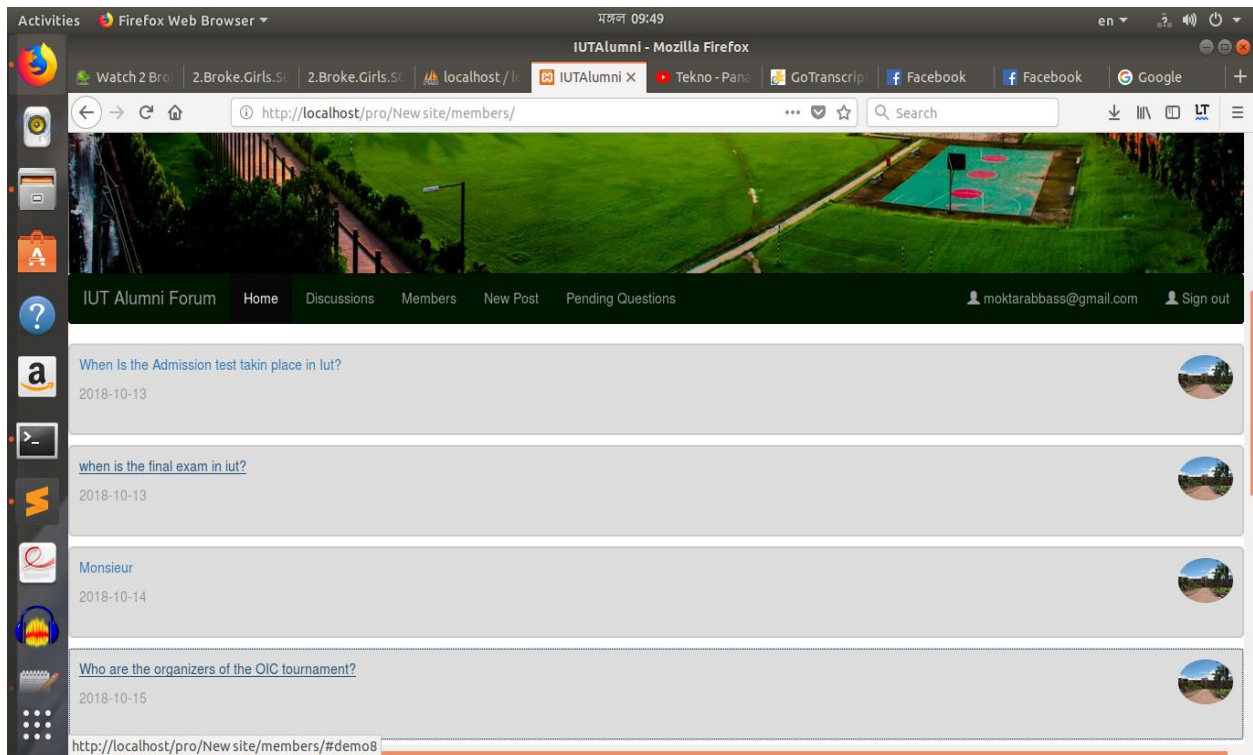 Activities Firefox Web Browser মঙ্গল 09:49 en
IUTAlumni - Mozilla Firefox
Watch 2 Bro 2.Broke.Girls.S 2.Broke.Girls.S localhost / lo IUTAlumni Tekno - Pana GoTranscrip Facebook Facebook Google
http://localhost/pro/New site/members/ Search
IUT Alumni Forum Home Discussions Members New Post Pending Questions moktarabbass@gmail.com Sign out
When Is the Admission test takin place in Iut?
2018-10-13
when is the final exam in iut?
2018-10-13
Monsieur
2018-10-14
Who are the organizers of the OIC tournament?
2018-10-15
http://localhost/pro/New site/members/#demo8